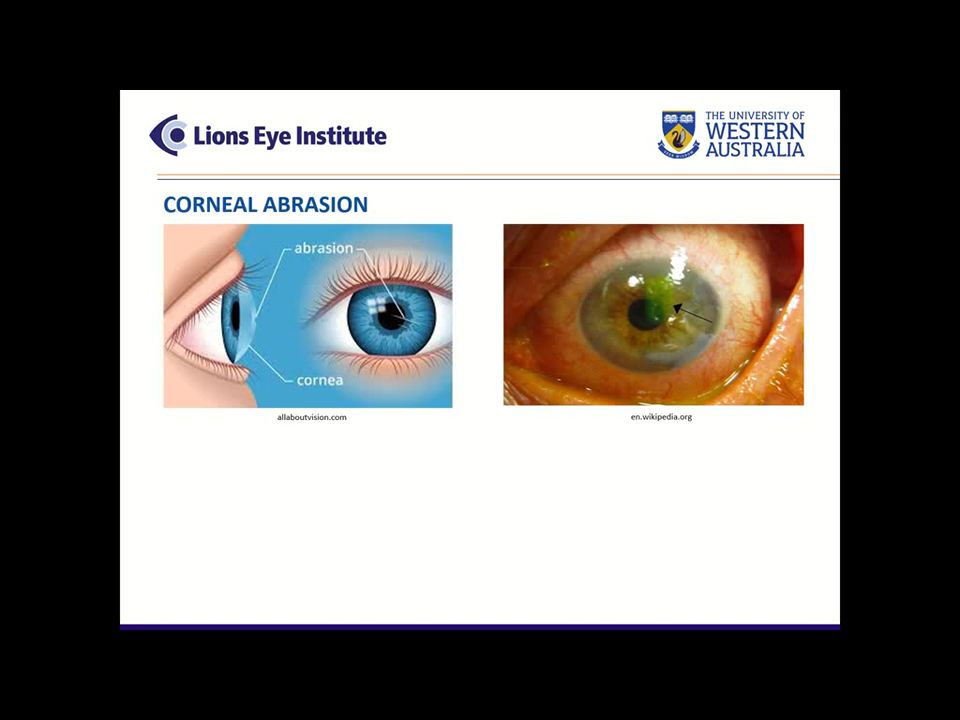 Lions Eye Institute
THE UNIVERSITY OF
WESTERN
AUSTRALIA
CORNEAL ABRASION
abrasion
cornea
allaboutvision.com
en.wikipedia.org